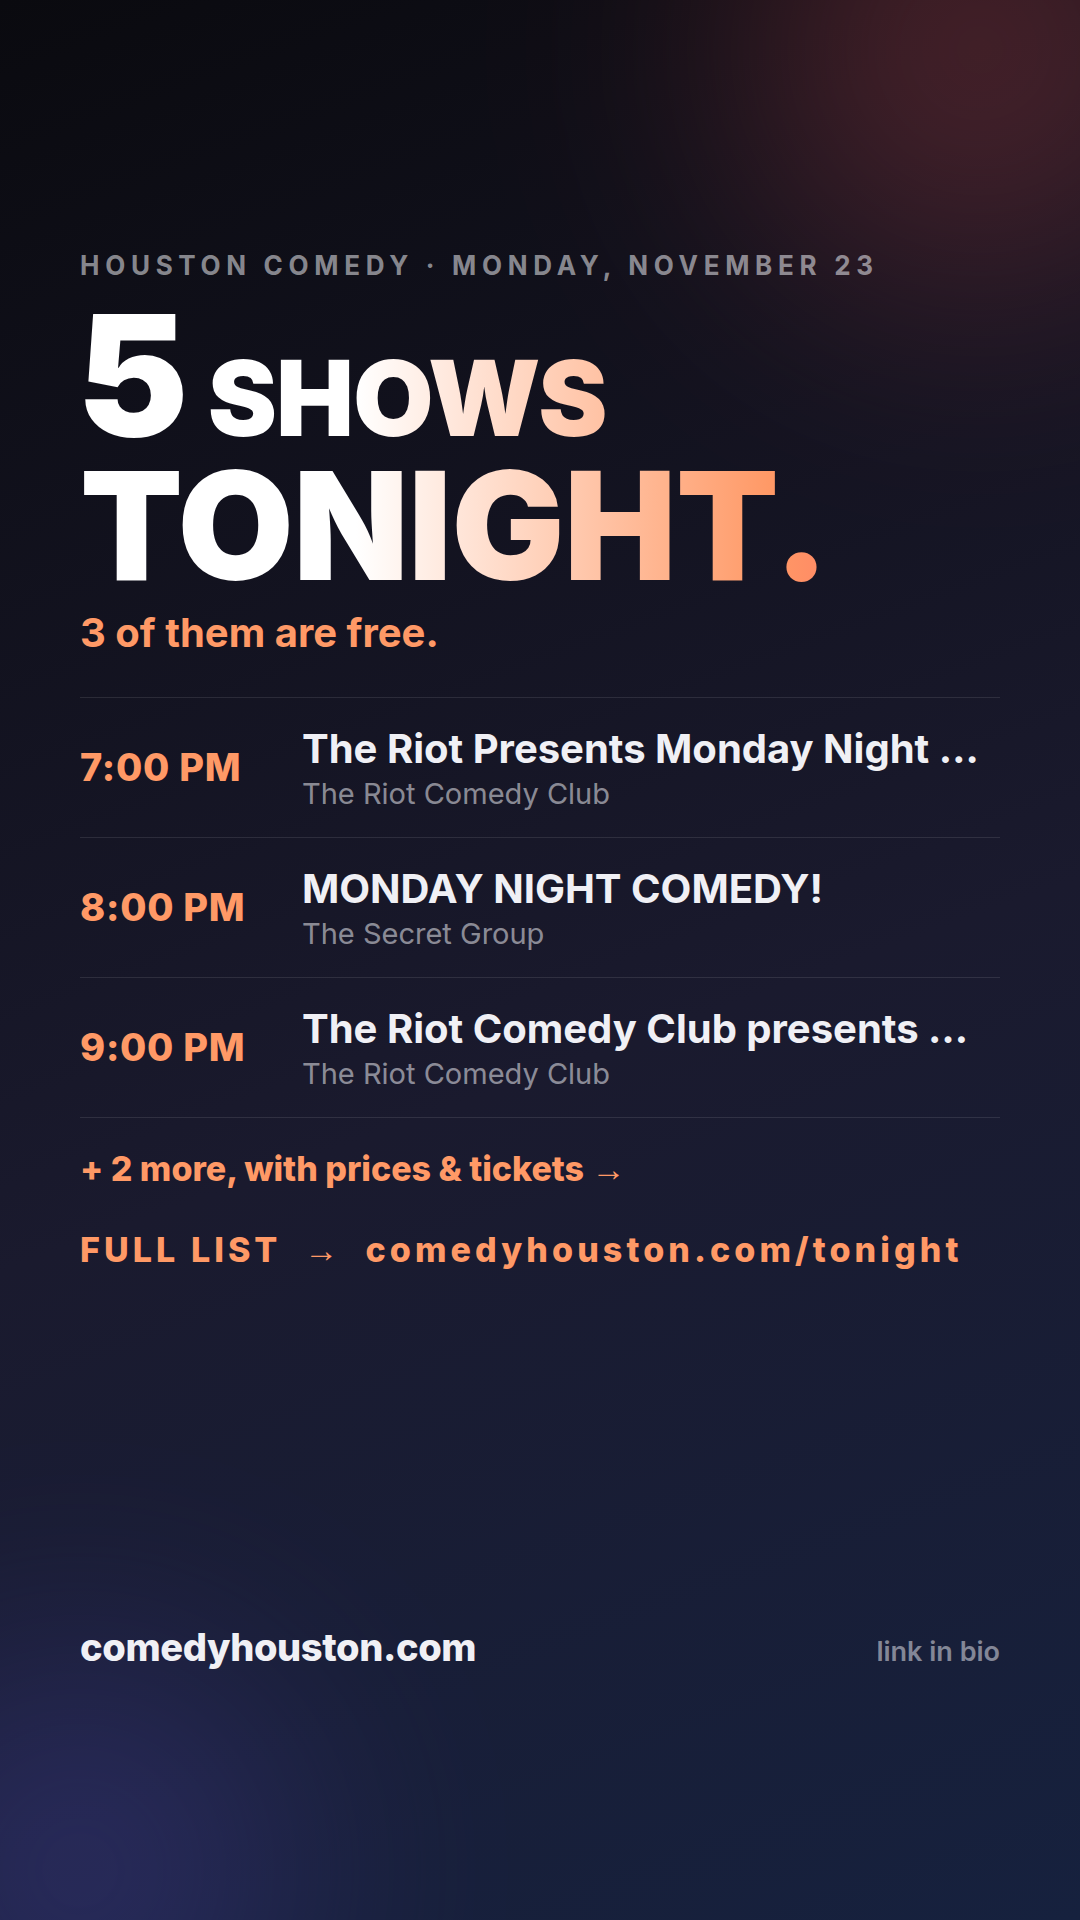 HOUSTON COMEDY · MONDAY, NOVEMBER 23
5 SHOWS
TONIGHT.
3 of them are free.
7:00 PM
The Riot Presents Monday Night ...
The Riot Comedy Club
8:00 PM
MONDAY NIGHT COMEDY!
The Secret Group
9:00 PM
The Riot Comedy Club presents ...
The Riot Comedy Club
+ 2 more, with prices & tickets →
FULL LIST → comedyhouston.com/tonight
comedyhouston.com
link in bio